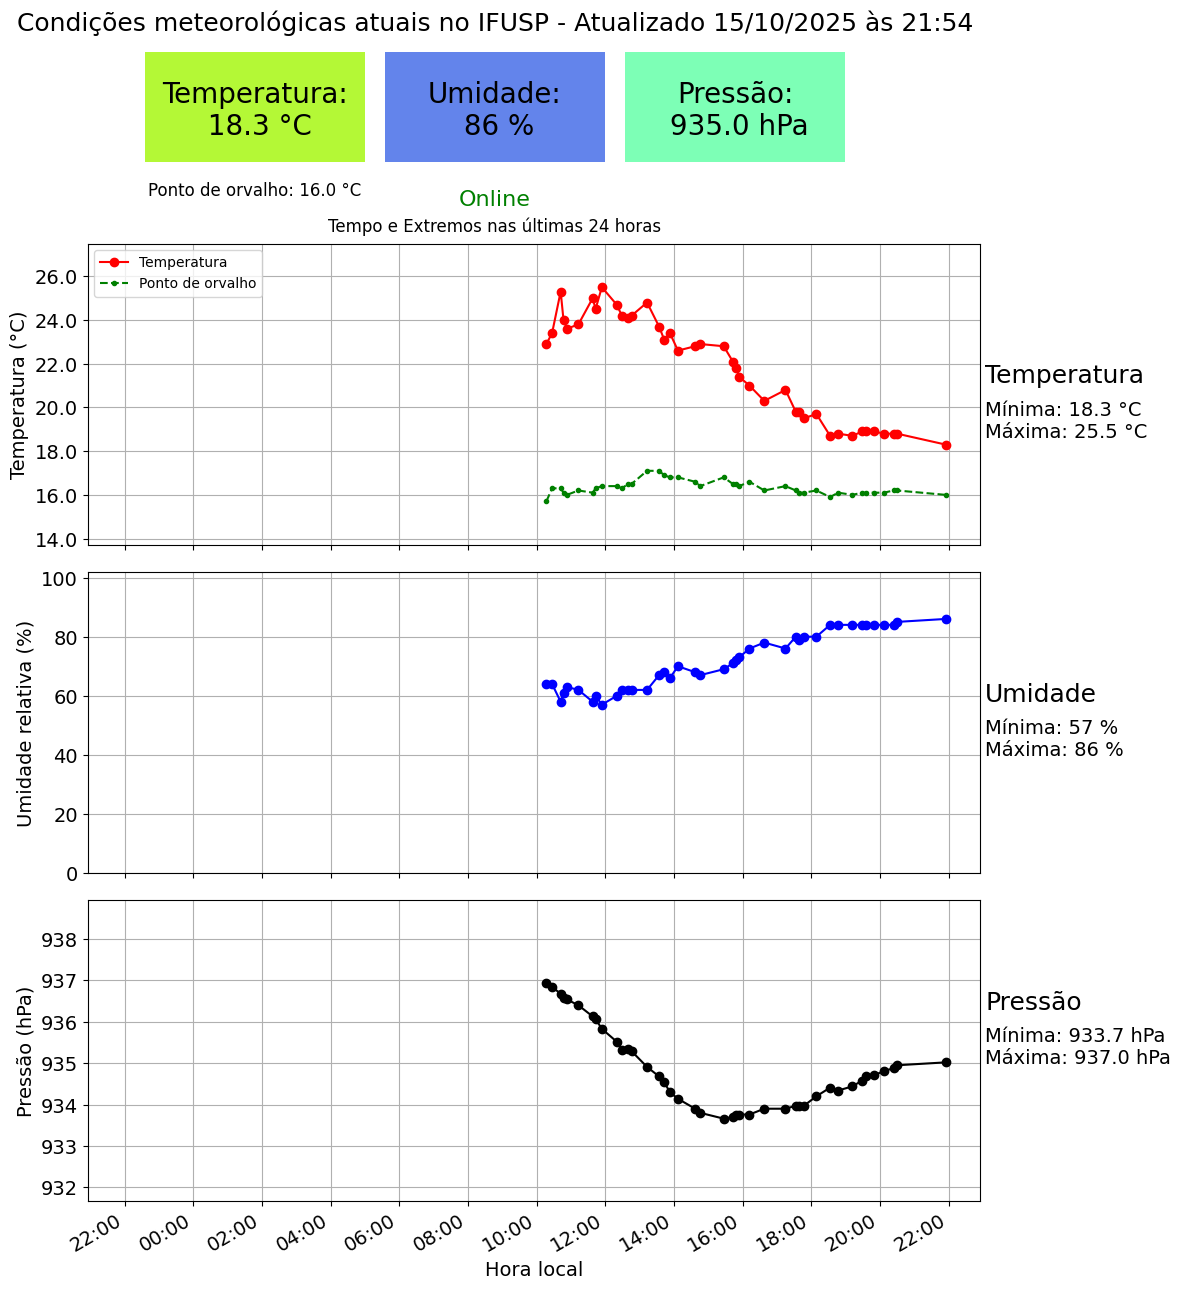 Condições meteorológicas atuais no IFUSP - Atualizado 15/10/2025 às 21:54
Temperatura:
18.3 °C
Umidade:
86 %
Pressão:
935.0 hPa
Ponto de orvalho: 16.0 °C
Online
Tempo e Extremos nas últimas 24 horas
Temperatura
Ponto de orvalho
Temperatura (°C)
26.0
24.0
22.0
20.0
18.0
16.0
14.0
Temperatura
Mínima: 18.3 °C
Máxima: 25.5 °C
Umidade relativa (%)
100
80
60
40
20
0
Umidade
Mínima: 57 %
Máxima: 86 %
Pressão (hPa)
938
937
936
935
934
933
932
Pressão
Mínima: 933.7 hPa
Máxima: 937.0 hPa
22:00 00:00 02:00 04:00 06:00 08:00 10:00 12:00 14:00 16:00 18:00 20:00 22:00
Hora local